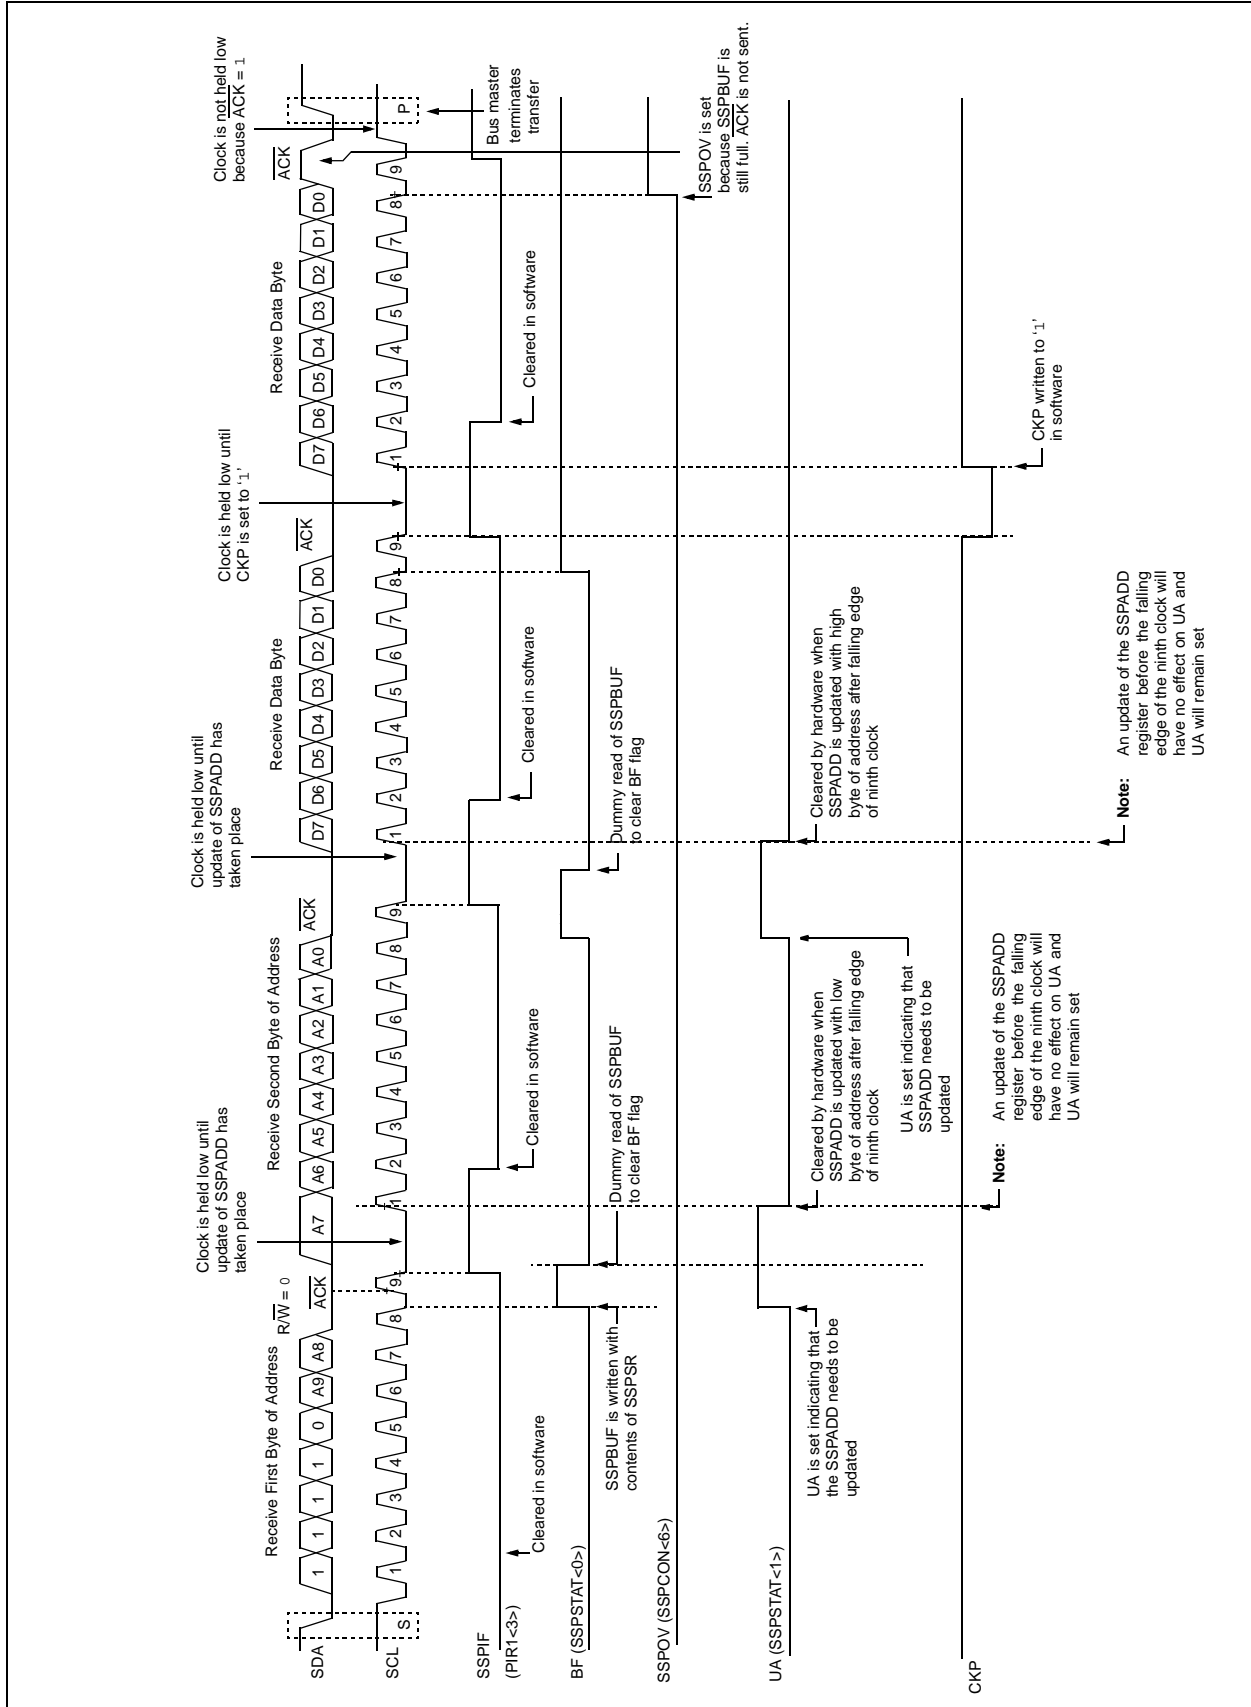 Receive First Byte of Address
R/W = 0
ACK
Clock is held low until
update of SSPADD has
taken place
Receive Second Byte of Address
ACK
Clock is held low until
update of SSPADD has
taken place
Receive Data Byte
ACK
Clock is held low until
CKP is set to ‘1’
Receive Data Byte
ACK
Clock is not held low
because ACK = 1
SDA
1 1 1 1 0 A9 A8
A7 A6 A5 A4 A3 A2 A1 A0
D7 D6 D5 D4 D3 D2 D1 D0
D7 D6 D5 D4 D3 D2 D1 D0
SCL
S
1 2 3 4 5 6 7 8 9
1 2 3 4 5 6 7 8 9
1 2 3 4 5 6 7 8 9
1 2 3 4 5 6 7 8 9
P
Bus master
terminates
transfer
SSPIF
(PIR1<3>)
Cleared in software
Cleared in software
Cleared in software
Cleared in software
BF (SSPSTAT<0>)
SSPBUF is written with
contents of SSPSR
Dummy read of SSPBUF
to clear BF flag
Dummy read of SSPBUF
to clear BF flag
SSPOV (SSPCON<6>)
SSPOV is set
because SSPBUF is
still full. ACK is not sent.
UA (SSPSTAT<1>)
UA is set indicating that
the SSPADD needs to be
updated
Cleared by hardware when
SSPADD is updated with low
byte of address after falling edge
of ninth clock
UA is set indicating that
SSPADD needs to be
updated
Cleared by hardware when
SSPADD is updated with high
byte of address after falling edge
of ninth clock
CKP
CKP written to ‘1’
in software
Note: An update of the SSPADD
register before the falling
edge of the ninth clock will
have no effect on UA and
UA will remain set
Note: An update of the SSPADD
register before the falling
edge of the ninth clock will
have no effect on UA and
UA will remain set